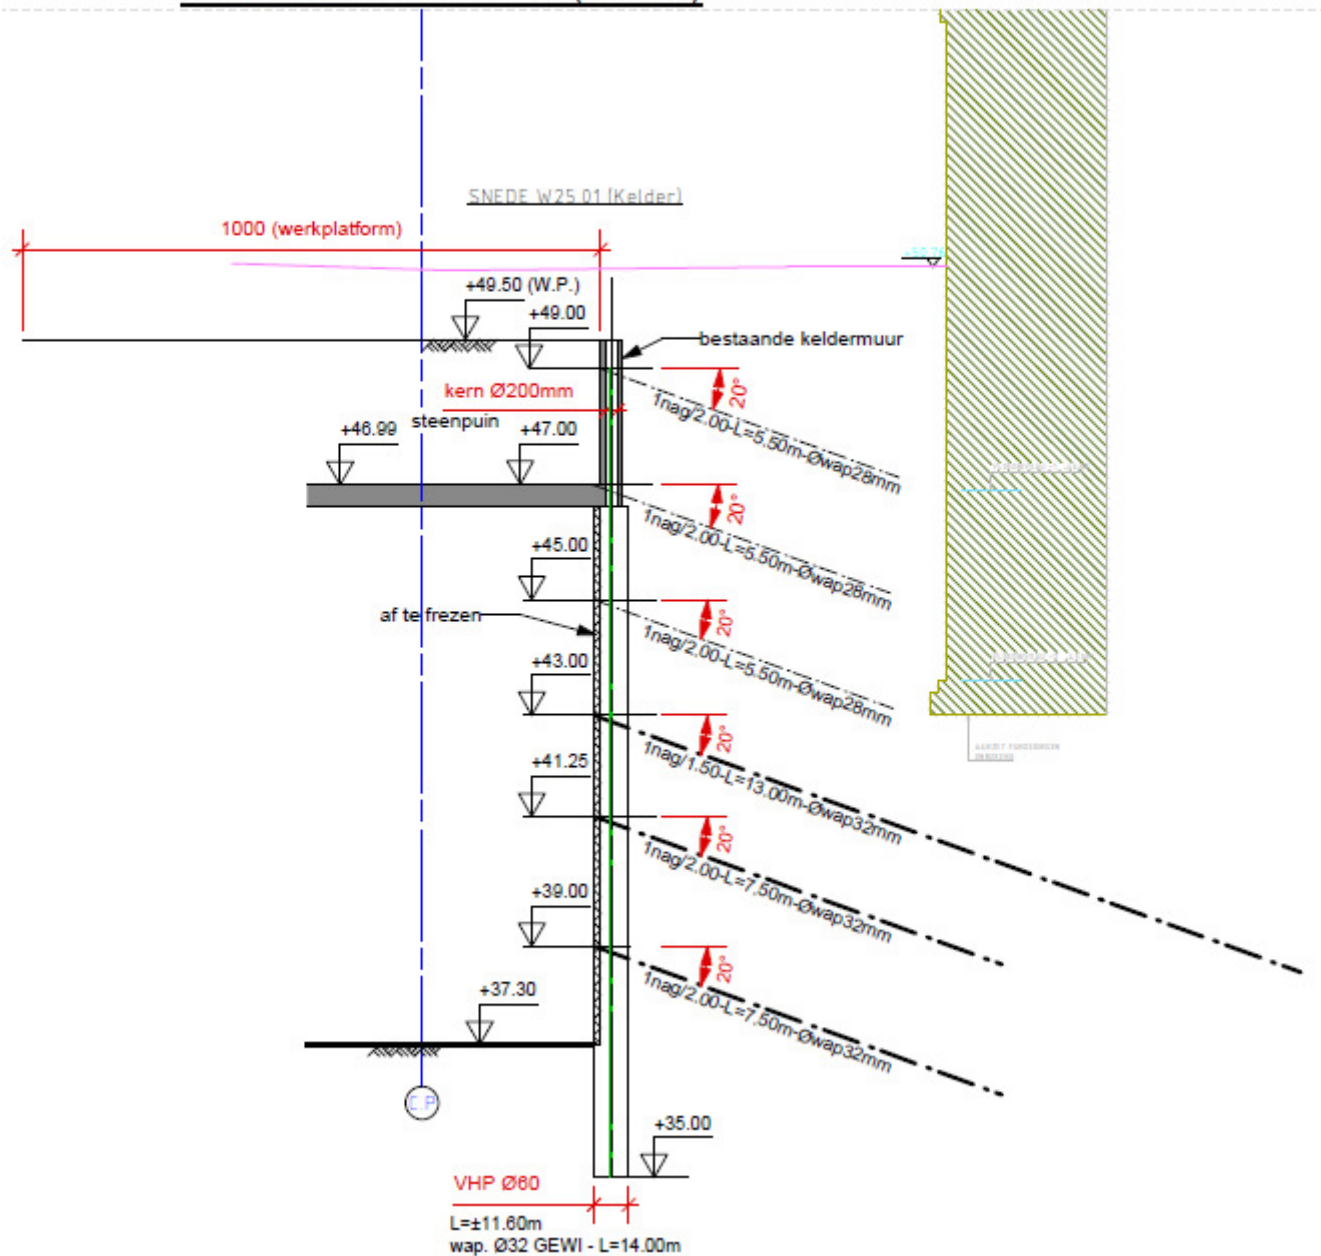 SNEDE W25.01 (Kelder)
1000 (werkplatform)
+50.76
+49.50 (W.P.)
+49.00
bestaande keldermuur
kern Ø200mm
20°
1nag/2.00-L=5.50m-Øwap28mm
steenpuin
+46.99
+47.00
20°
1nag/2.00-L=5.50m-Øwap28mm
+45.00
20°
af te frezen
1nag/2.00-L=5.50m-Øwap28mm
+43.00
20°
1nag/1.50-L=13.00m-Øwap32mm
+41.25
20°
1nag/2.00-L=7.50m-Øwap32mm
+39.00
20°
1nag/2.00-L=7.50m-Øwap32mm
+37.30
C.P
+35.00
VHP Ø60
L=±11.60m
wap. Ø32 GEWI - L=14.00m